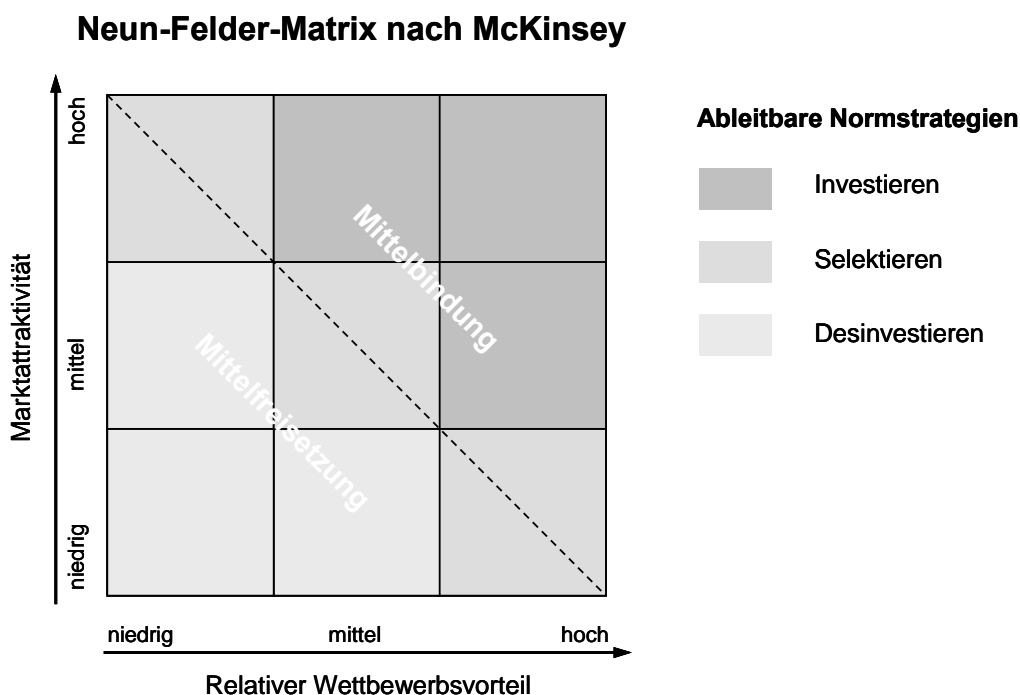 Neun-Felder-Matrix nach McKinsey
hoch
mittel
niedrig
Marktattraktivität
Mittelbindung
Mittelfreisetzung
niedrig
mittel
hoch
Relativer Wettbewerbsvorteil
Ableitbare Normstrategien
Investieren
Selektieren
Desinvestieren